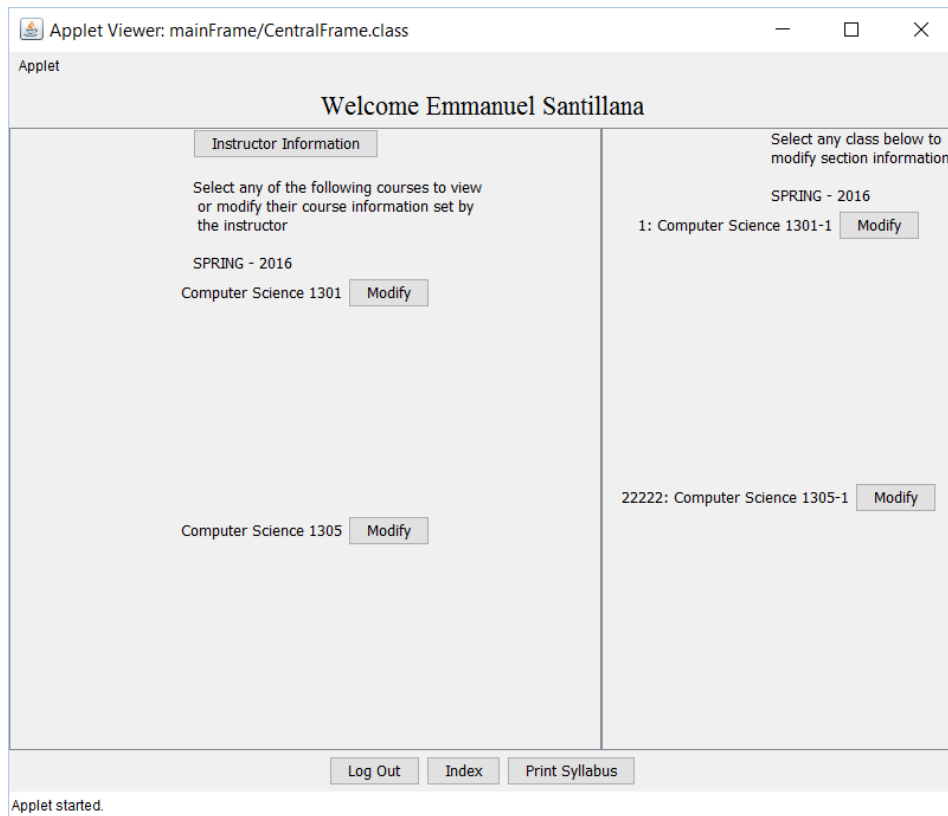 Applet Viewer: mainFrame/CentralFrame.class
Applet
Welcome Emmanuel Santillana
Instructor Information
Select any of the following courses to view
or modify their course information set by
the instructor
SPRING - 2016
Computer Science 1301 Modify
Computer Science 1305 Modify
Select any class below to
modify section information
SPRING - 2016
1: Computer Science 1301-1 Modify
22222: Computer Science 1305-1 Modify
Log Out Index Print Syllabus
Applet started.